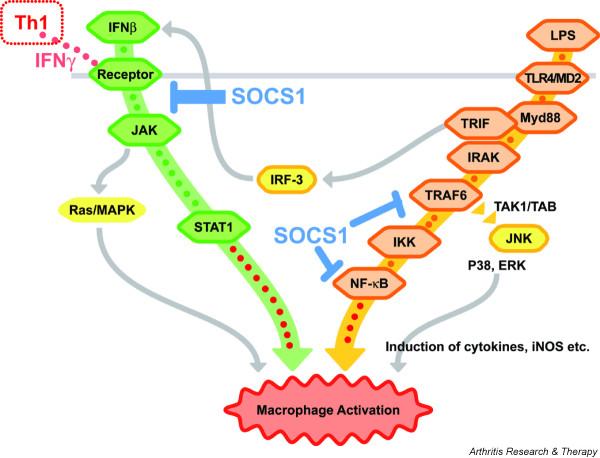 Th1
IFNγ
IFNβ
Receptor
SOCS1
JAK
Ras/MAPK
STAT1
IRF-3
LPS
TLR4/MD2
Myd88
TRIF
IRAK
TRAF6
TAK1/TAB
SOCS1
IKK
JNK
NF-κB
P38, ERK
Induction of cytokines, iNOS etc.
Macrophage Activation
Arthritis Research & Therapy